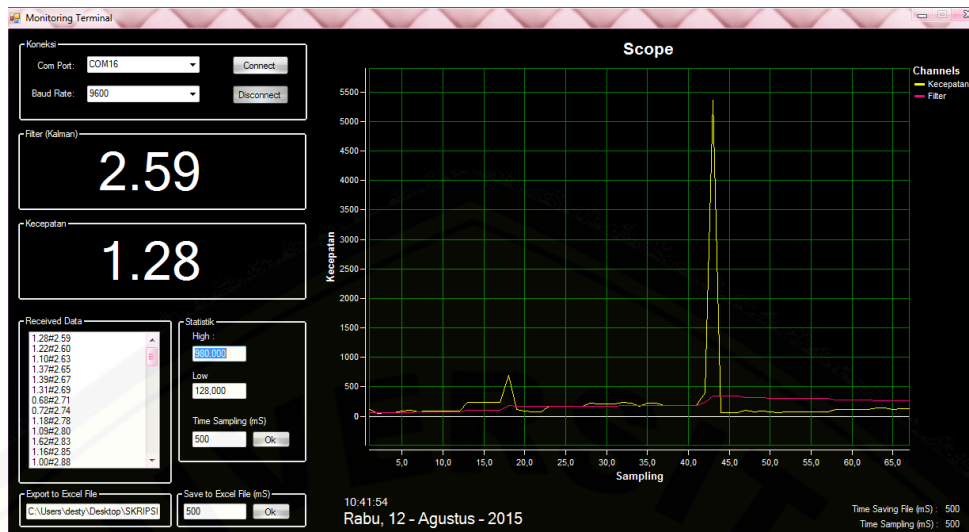 Monitoring Terminal
Koneksi
Com Port:
COM16
Connect
Baud Rate:
9600
Disconnect
Filter (Kalman)
2.59
Kecepatan
1.28
Received Data
1.28#2.59
1.22#2.60
1.10#2.63
1.37#2.65
1.39#2.67
1.31#2.69
0.68#2.71
0.72#2.74
1.18#2.78
1.09#2.80
1.62#2.83
1.16#2.85
1.00#2.88
Statistik
High :
980,000
Low
128,000
Time Sampling (mS)
500
Ok
Export to Excel File
C:\Users\desty\Desktop\SKRIPSI
Save to Excel File (mS)
500
Ok
Scope
Channels
Kecepatan
Filter
Kecepatan
5500
5000
4500
4000
3500
3000
2500
2000
1500
1000
500
0
5,0
10,0
15,0
20,0
25,0
30,0
35,0
40,0
45,0
50,0
55,0
60,0
65,0
Sampling
10:41:54
Rabu, 12 - Agustus - 2015
Time Saving File (mS) : 500
Time Sampling (mS) : 500